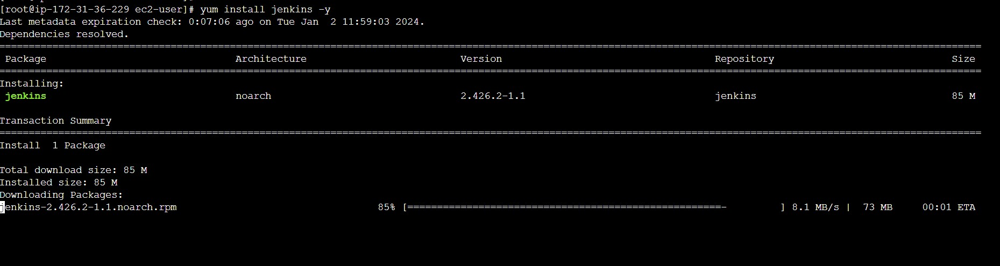 [root@ip-172-31-36-229 ec2-user]# yum install jenkins -y
Last metadata expiration check: 0:07:06 ago on Tue Jan  2 11:59:03 2024.
Dependencies resolved.
================================================================================
Package Architecture Version Repository Size
================================================================================
Installing:
jenkins noarch 2.426.2-1.1 jenkins 85 M
Transaction Summary
================================================================================
Install  1 Package
Total download size: 85 M
Installed size: 85 M
Downloading Packages:
jenkins-2.426.2-1.1.noarch.rpm 85% [=====================================================-          ] 8.1 MB/s |  73 MB     00:01 ETA